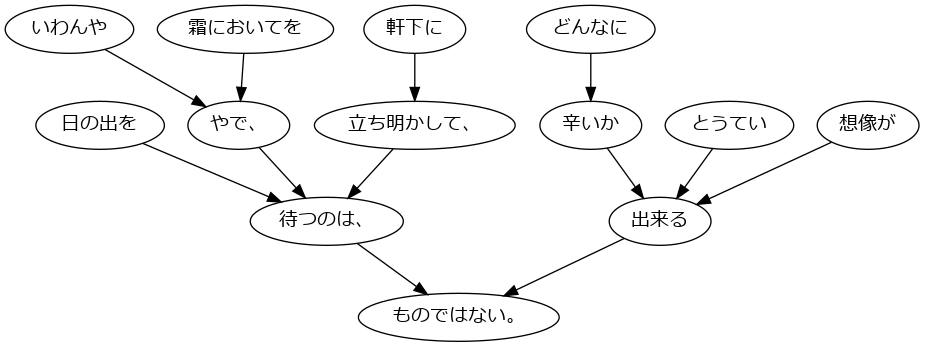 いわんや 霜においてを 軒下に どんなに
日の出を やで、 立ち明かして、 辛いか とうてい 想像が
待つのは、 出来る
ものではない。